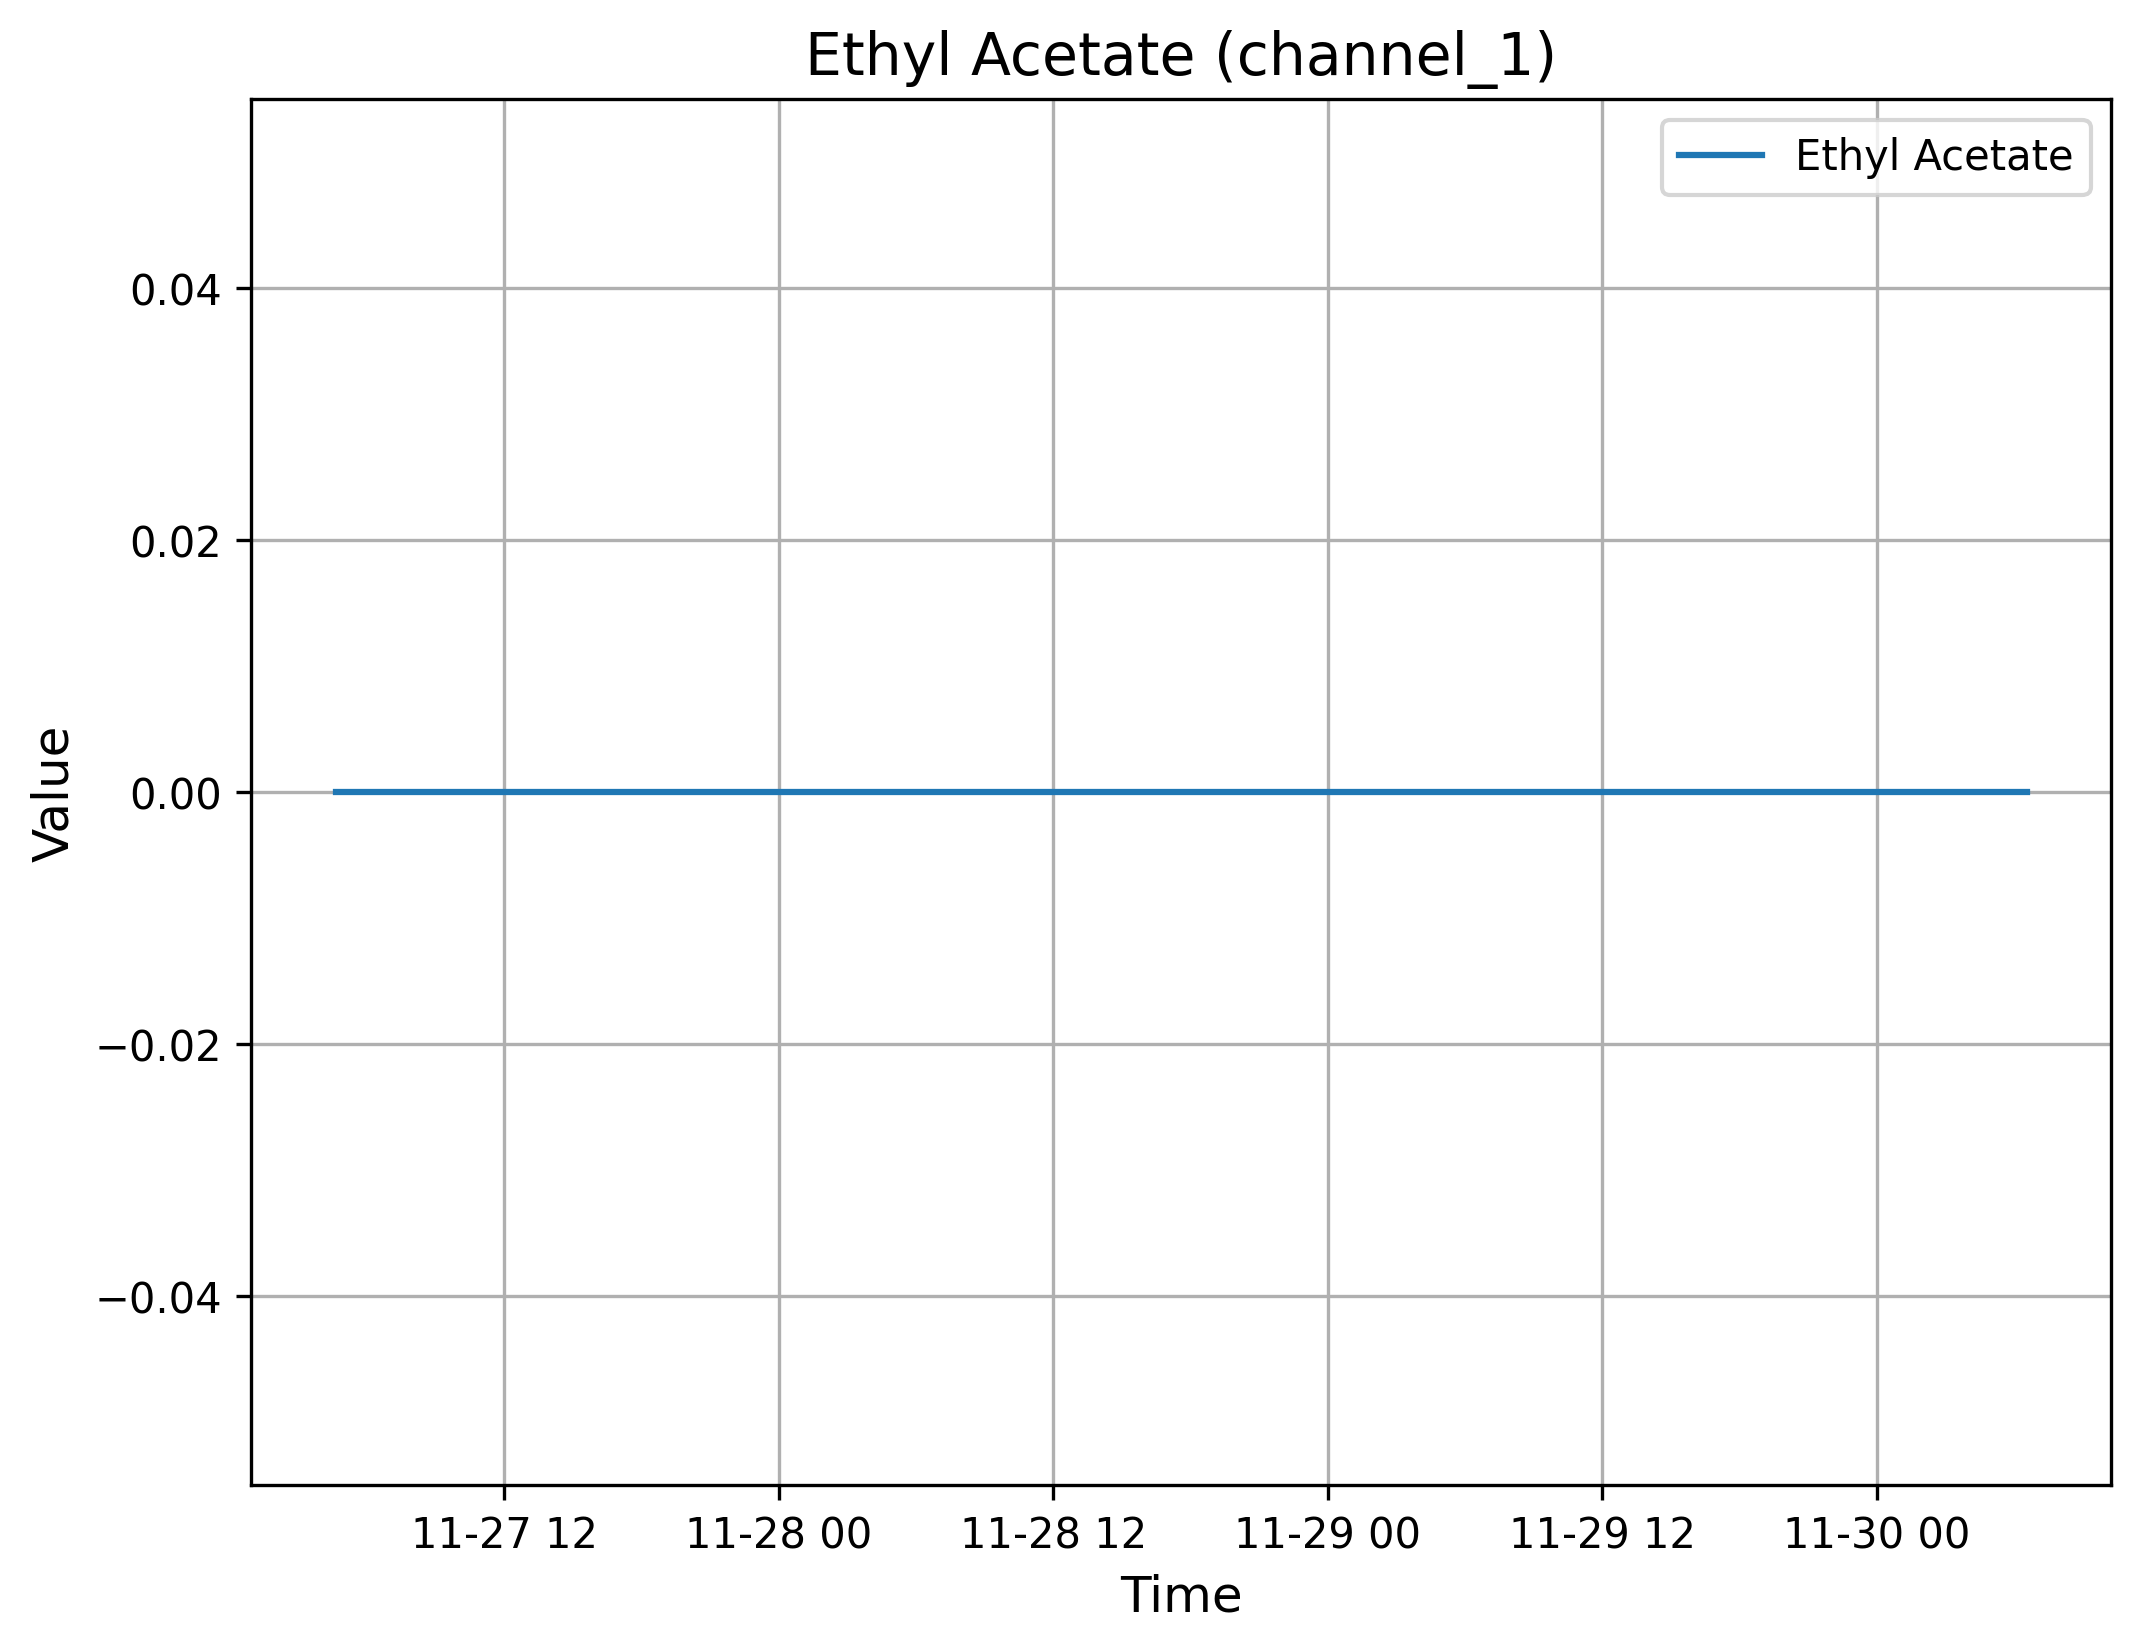 Ethyl Acetate (channel_1)
Ethyl Acetate
0.04
0.02
0.00
−0.02
−0.04
Value
11-27 12
11-28 00
11-28 12
11-29 00
11-29 12
11-30 00
Time